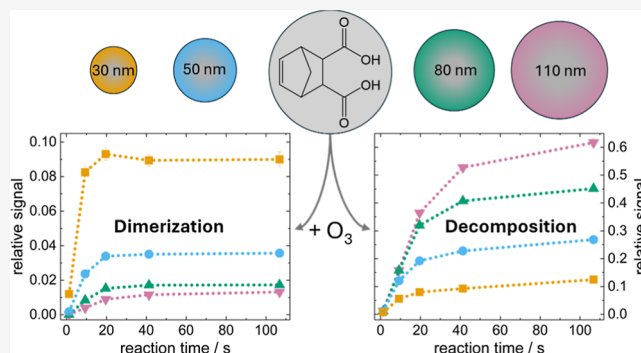 30 nm
50 nm
O
OH
OH
O
80 nm
110 nm
0.10
0.08
0.06
0.04
0.02
0.00
relative signal
Dimerization
0 20 40 60 80 100
reaction time / s
+ O₃
Decomposition
0.6
0.5
0.4
0.3
0.2
0.1
0.0
relative signal
0 20 40 60 80 100
reaction time / s